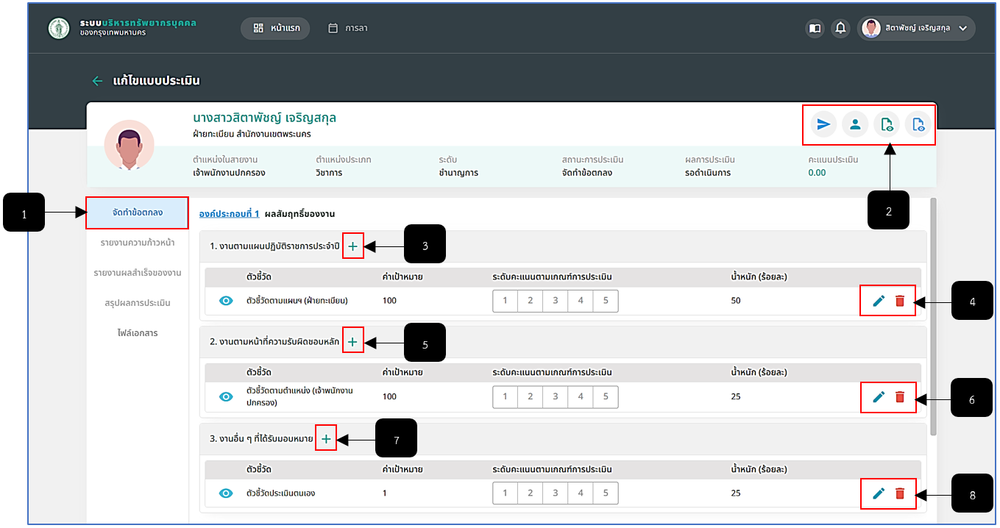 ระบบบริหารทรัพยากรบุคคล
ของกรุงเทพมหานคร
หน้าแรก
การลา
สิตาพัชญ์ เจริญสกุล
แก้ไขแบบประเมิน
นางสาวสิตาพัชญ์ เจริญสกุล
ฝ่ายทะเบียน สำนักงานเขตพระนคร
ตำแหน่งในสายงาน ตำแหน่งประเภท ระดับ สถานะการประเมิน ผลการประเมิน คะแนนประเมิน
เจ้าพนักงานปกครอง วิชาการ ชำนาญการ จัดทำข้อตกลง รอดำเนินการ 0.00
1
2
จัดทำข้อตกลง
รายงานความก้าวหน้า
รายงานผลสำเร็จของงาน
สรุปผลการประเมิน
ไฟล์เอกสาร
องค์ประกอบที่ 1 ผลสัมฤทธิ์ของงาน
1. งานตามแผนปฏิบัติราชการประจำปี +
3
ตัวชี้วัด ค่าเป้าหมาย ระดับคะแนนตามเกณฑ์การประเมิน น้ำหนัก (ร้อยละ)
ตัวชี้วัดตามแผนฯ (ฝ่ายทะเบียน) 100 1 2 3 4 5 50
4
2. งานตามหน้าที่ความรับผิดชอบหลัก +
5
ตัวชี้วัด ค่าเป้าหมาย ระดับคะแนนตามเกณฑ์การประเมิน น้ำหนัก (ร้อยละ)
ตัวชี้วัดตามตำแหน่ง (เจ้าพนักงาน
ปกครอง) 100 1 2 3 4 5 25
6
3. งานอื่น ๆ ที่ได้รับมอบหมาย +
7
ตัวชี้วัด ค่าเป้าหมาย ระดับคะแนนตามเกณฑ์การประเมิน น้ำหนัก (ร้อยละ)
ตัวชี้วัดประเมินตนเอง 1 1 2 3 4 5 25
8